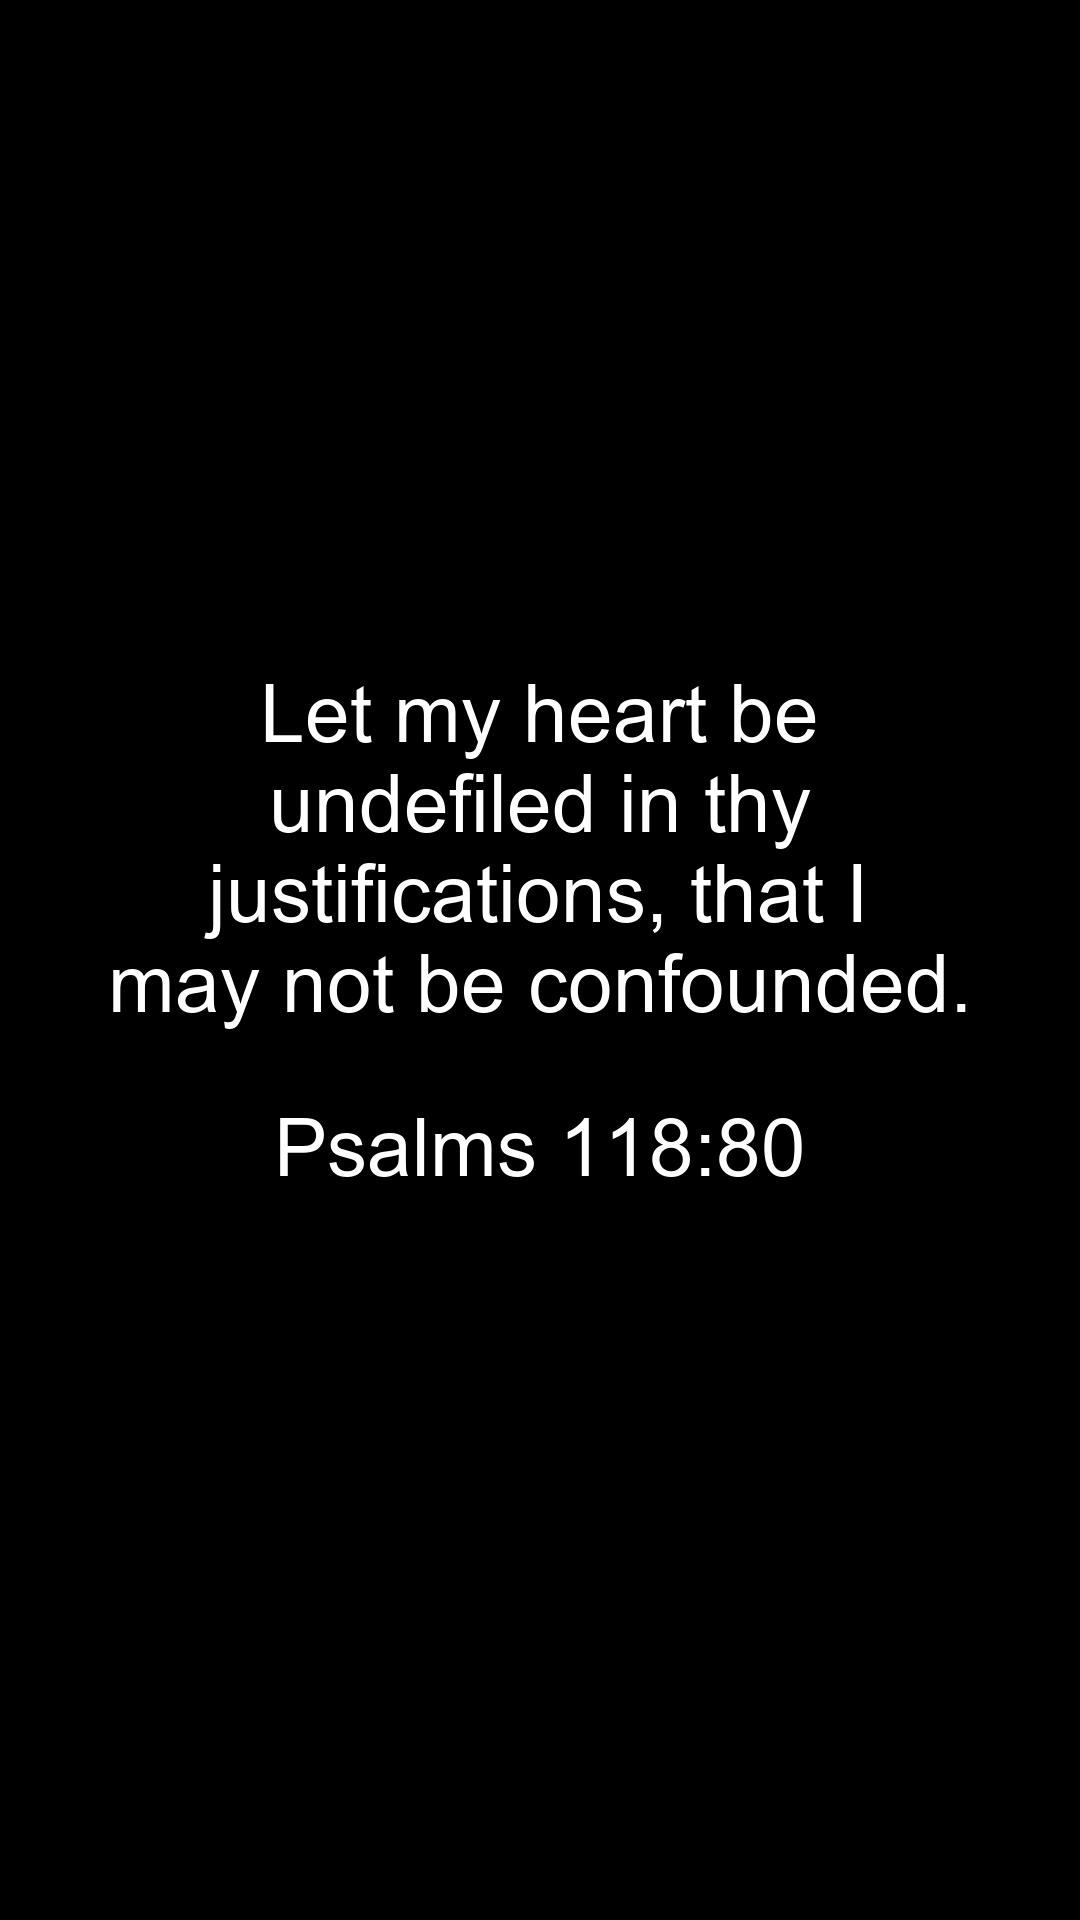 Let my heart be
undefiled in thy
justifications, that I
may not be confounded.
Psalms 118:80